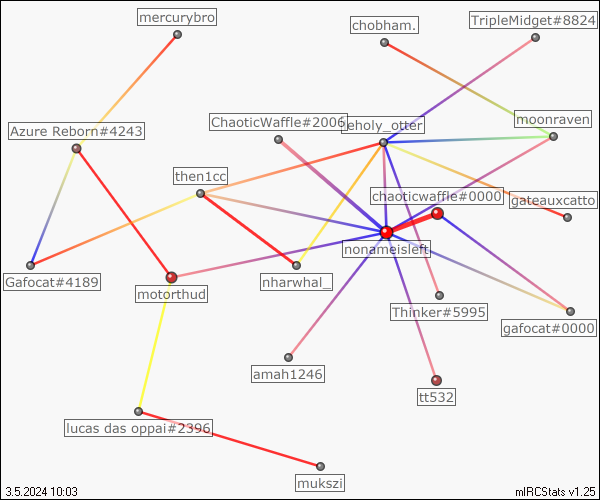 mercurybro
chobham.
TripleMidget#8824
Azure Reborn#4243
ChaoticWaffle#2006
leholy_otter
moonraven
then1cc
chaoticwaffle#0000
gateauxcatto
nonameisleft
Gafocat#4189
motorthud
nharwhal_
Thinker#5995
gafocat#0000
amah1246
tt532
lucas das oppai#2396
mukszi
3.5.2024 10:03
mIRCStats v1.25